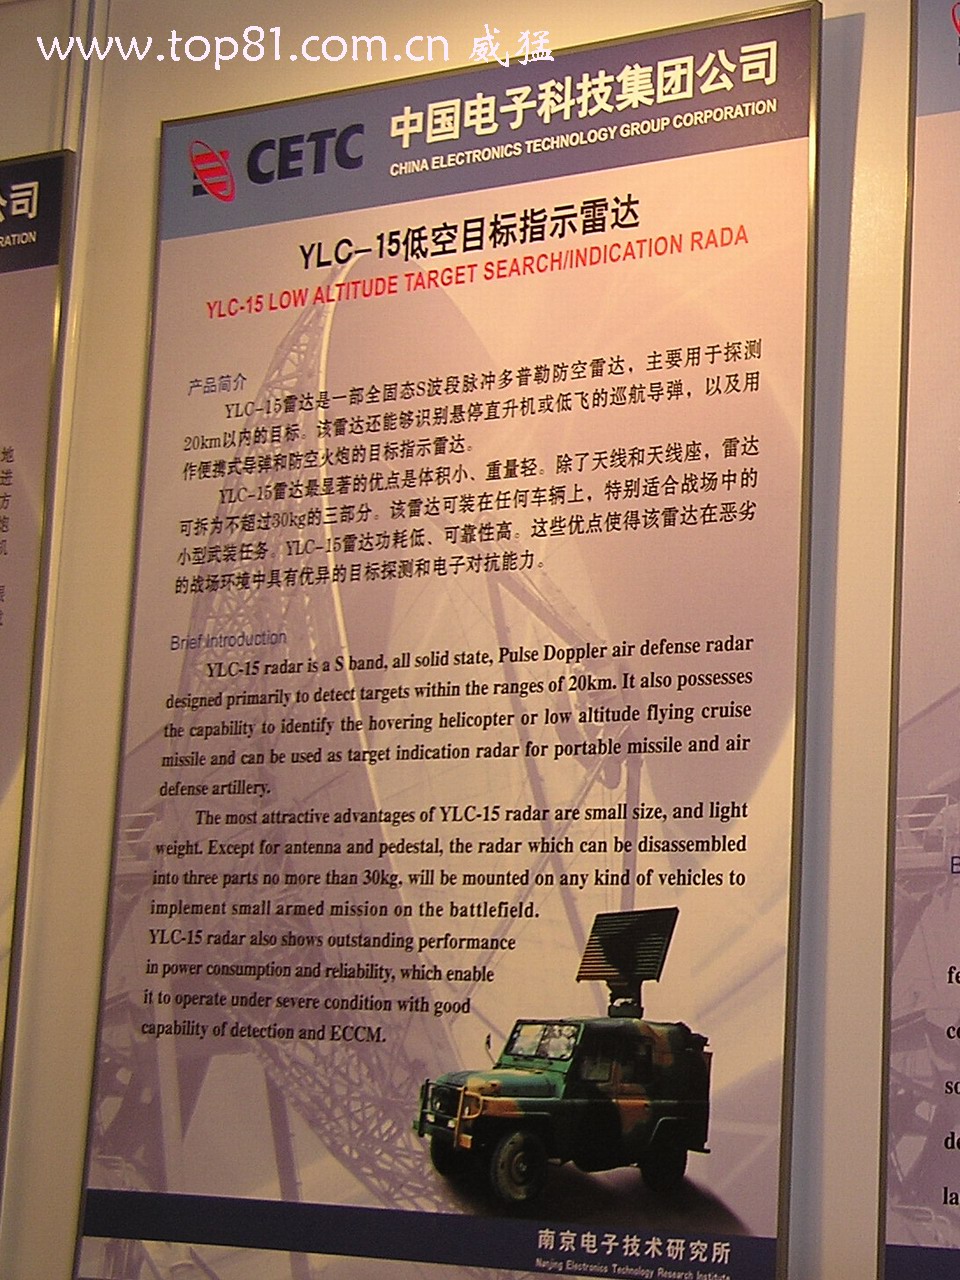 www.top81.com.cn 威猛
CETC 中国电子科技集团公司
CHINA ELECTRONICS TECHNOLOGY GROUP CORPORATION
YLC-15低空目标指示雷达
YLC-15 LOW ALTITUDE TARGET SEARCH/INDICATION RADA
产品简介
YLC-15雷达是一部全固态S波段脉冲多普勒防空雷达，主要用于探测
20km以内的目标。该雷达还能够识别悬停直升机或低飞的巡航导弹，以及用
作便携式导弹和防空火炮的目标指示雷达。
YLC-15雷达最显著的优点是体积小、重量轻。除了天线和天线座，雷达
可拆为不超过30kg的三部分。该雷达可装在任何车辆上，特别适合战场中的
小型武装任务。YLC-15雷达功耗低、可靠性高。这些优点使得该雷达在恶劣
的战场环境中具有优异的目标探测和电子对抗能力。
Brief Introduction
YLC-15 radar is a S band, all solid state, Pulse Doppler air defense radar
designed primarily to detect targets within the ranges of 20km. It also possesses
the capability to identify the hovering helicopter or low altitude flying cruise
missile and can be used as target indication radar for portable missile and air
defense artillery.
The most attractive advantages of YLC-15 radar are small size, and light
weight. Except for antenna and pedestal, the radar which can be disassembled
into three parts no more than 30kg, will be mounted on any kind of vehicles to
implement small armed mission on the battlefield.
YLC-15 radar also shows outstanding performance
in power consumption and reliability, which enable
it to operate under severe condition with good
capability of detection and ECCM.
南京电子技术研究所
Nanjing Electronics Technology Research Institute
公司
RATION
地
进
方
炮
机
fe
co
so
de
la